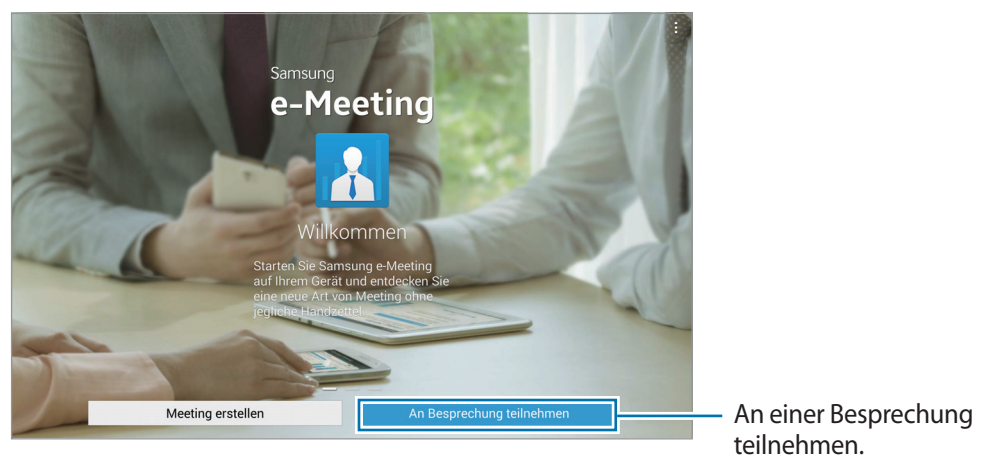 Samsung
e-Meeting
Willkommen
Starten Sie Samsung e-Meeting
auf Ihrem Gerät und entdecken Sie
eine neue Art von Meeting ohne
jegliche Handzettel.
Meeting erstellen
An Besprechung teilnehmen
An einer Besprechung
teilnehmen.